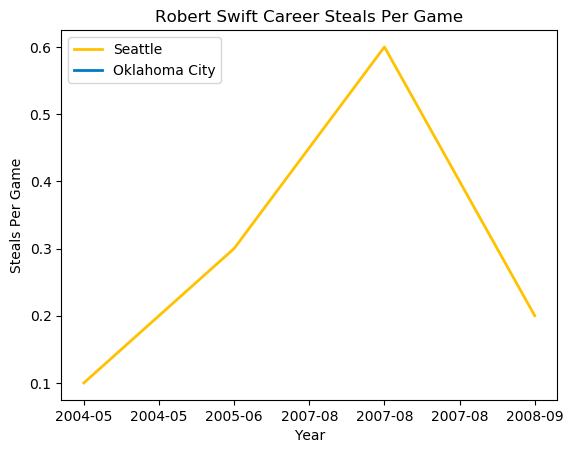 Robert Swift Career Steals Per Game
Seattle
Oklahoma City
0.6
0.5
0.4
0.3
0.2
0.1
Steals Per Game
2004-05 2004-05 2005-06 2007-08 2007-08 2007-08 2008-09
Year